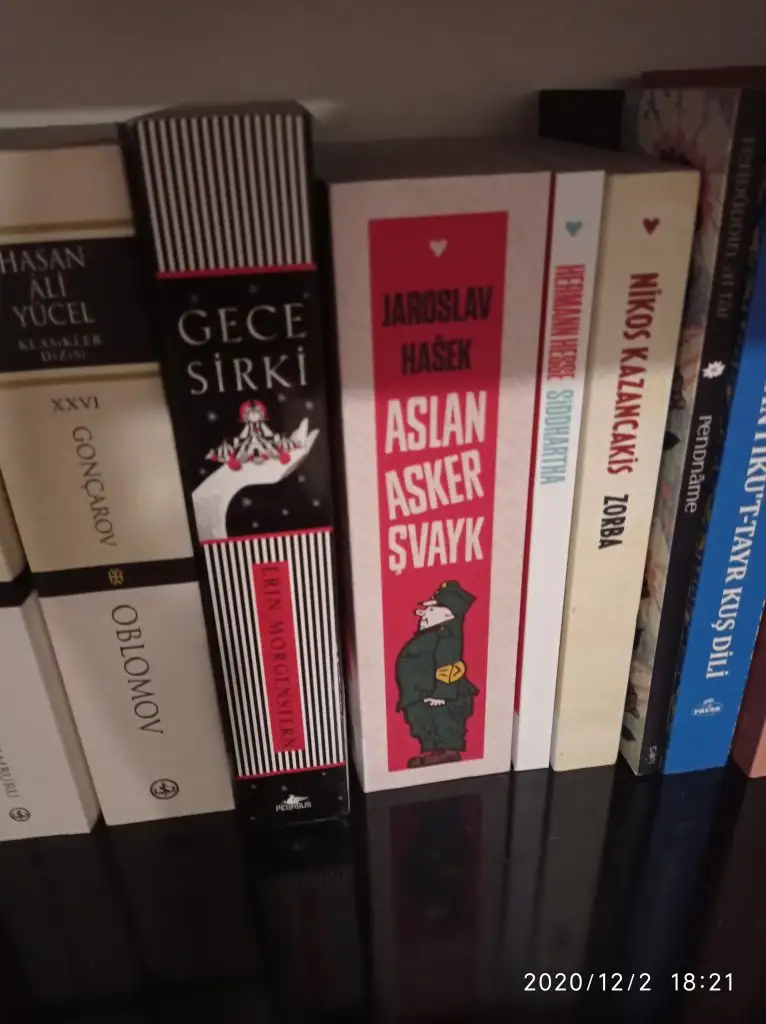 HASAN
ALİ
YÜCEL
KLASİKLER
DİZİSİ
XXVI
GONÇAROV
OBLOMOV
GECE
SİRKİ
ERIN MORGENSTERN
PEGASUS
JAROSLAV
HAŠEK
ASLAN
ASKER
ŞVAYK
HERMANN HESSE SIDDHARTHA
NİKOS KAZANCAKİS ZORBA
Pendnâme
KUŞ DİLİ
2020/12/2 18:21